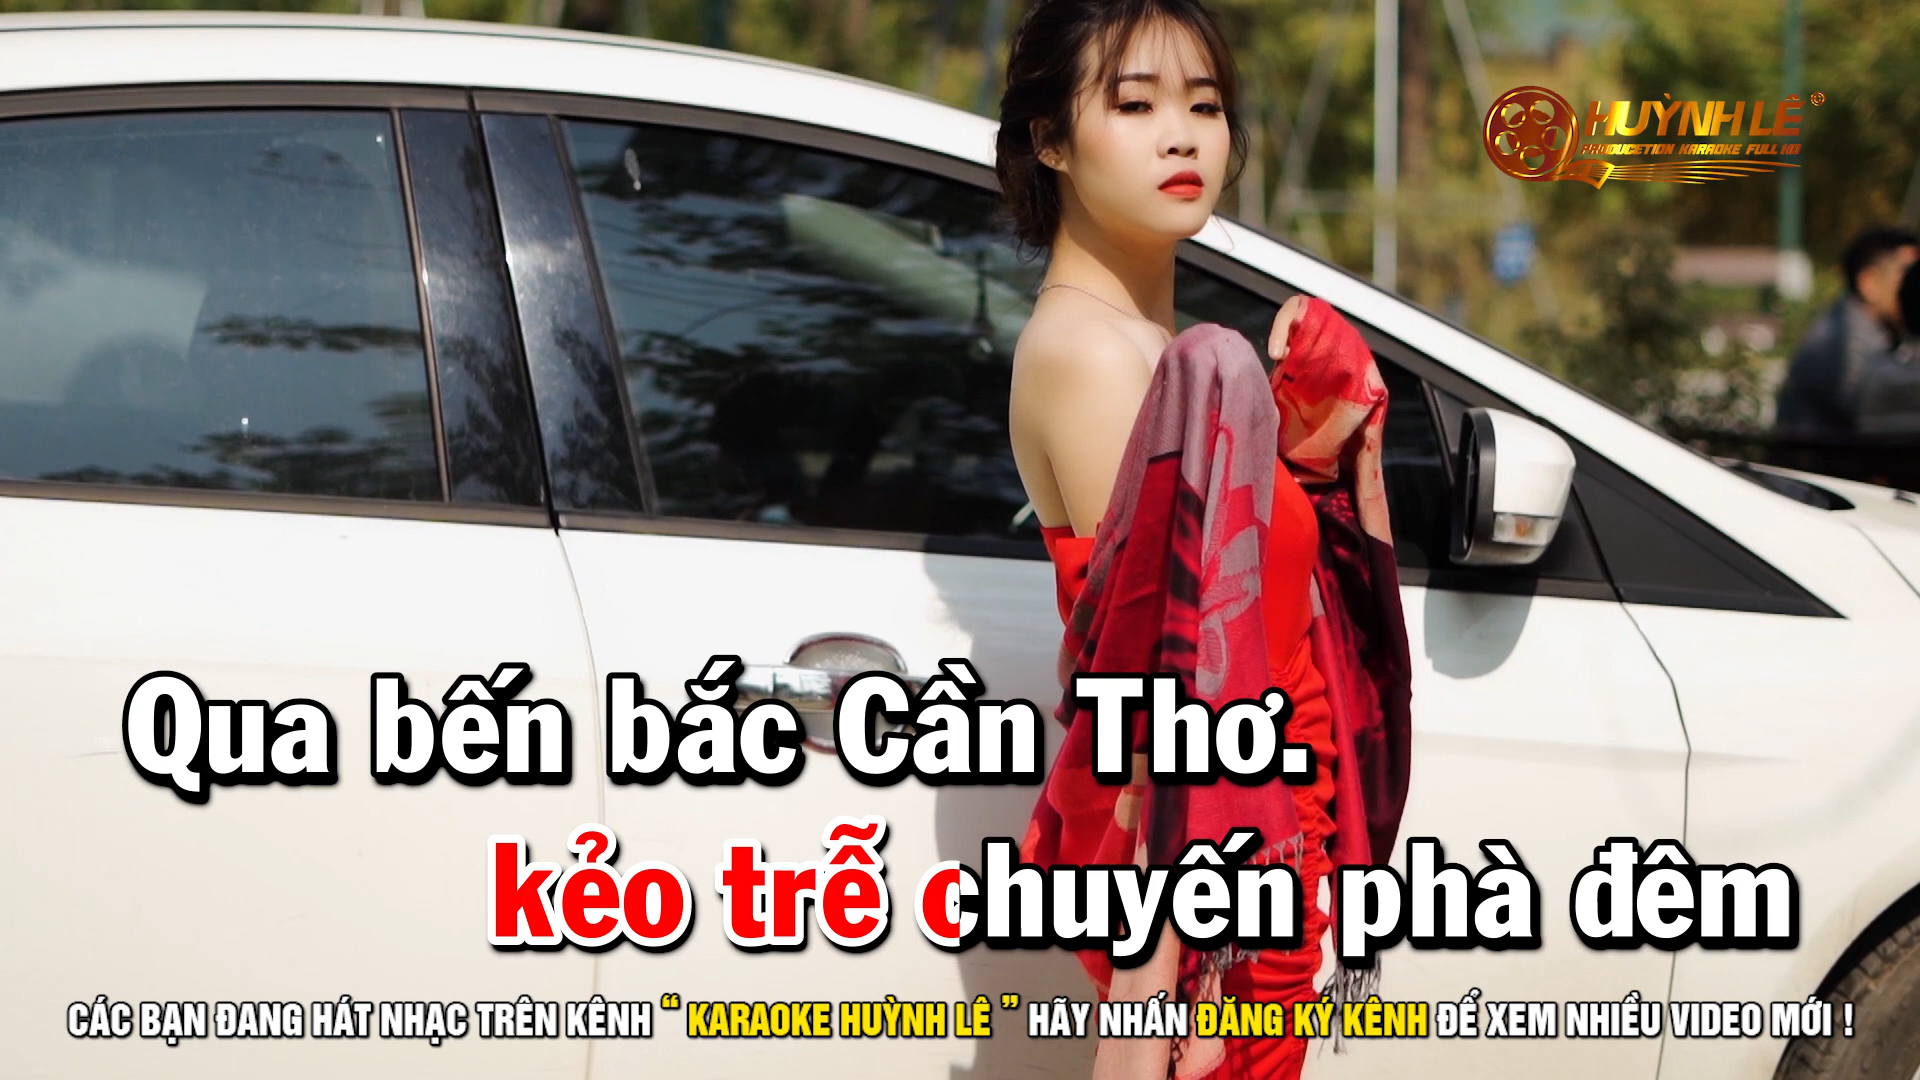 HUỲNH LÊ ©
PRODUCETION KARAOKE FULL HD
Qua bến bắc Cần Thơ.
kẻo trễ chuyến phà đêm
CÁC BẠN ĐANG HÁT NHẠC TRÊN KÊNH “ KARAOKE HUỲNH LÊ ” HÃY NHẤN ĐĂNG KÝ KÊNH ĐỂ XEM NHIỀU VIDEO MỚI !